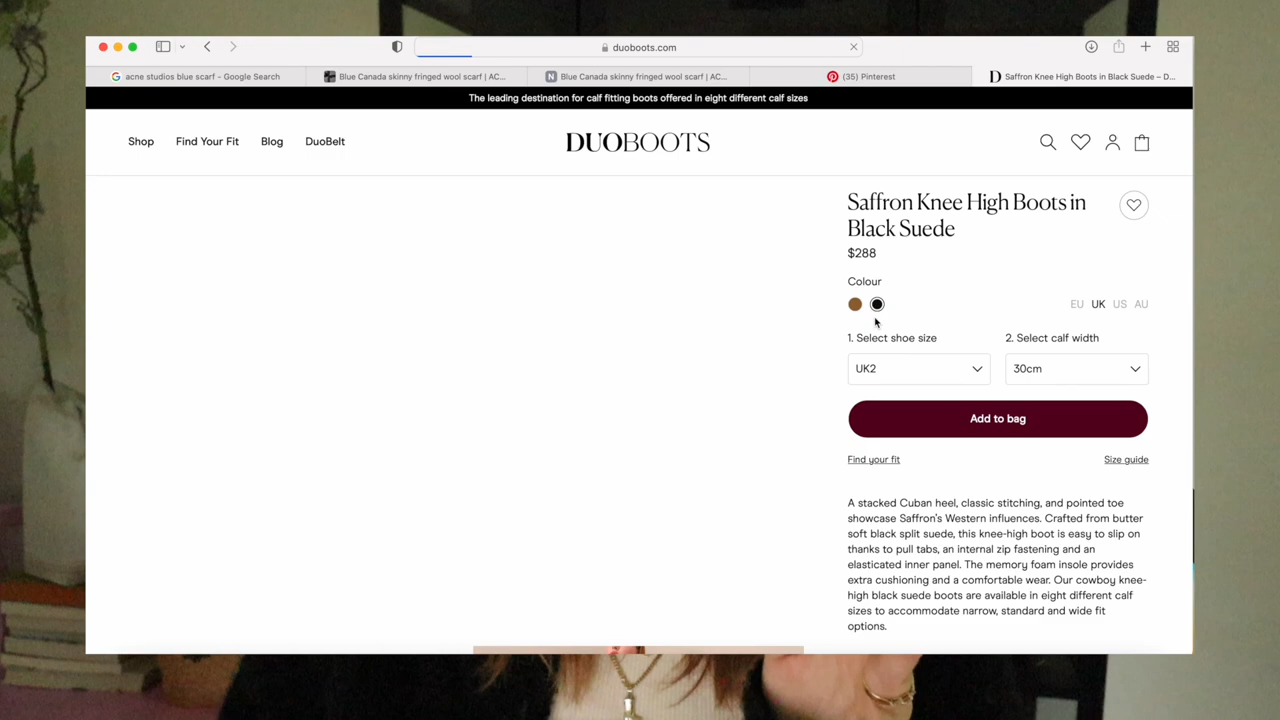 duoboots.com
acne studios blue scarf - Google Search
Blue Canada skinny fringed wool scarf | AC...
Blue Canada skinny fringed wool scarf | AC...
(35) Pinterest
Saffron Knee High Boots in Black Suede – D...
The leading destination for calf fitting boots offered in eight different calf sizes
Shop
Find Your Fit
Blog
DuoBelt
DUOBOOTS
Saffron Knee High Boots in
Black Suede
$288
Colour
EU UK US AU
1. Select shoe size
2. Select calf width
UK2
30cm
Add to bag
Find your fit
Size guide
A stacked Cuban heel, classic stitching, and pointed toe
showcase Saffron's Western influences. Crafted from butter
soft black split suede, this knee-high boot is easy to slip on
thanks to pull tabs, an internal zip fastening and an
elasticated inner panel. The memory foam insole provides
extra cushioning and a comfortable wear. Our cowboy knee-
high black suede boots are available in eight different calf
sizes to accommodate narrow, standard and wide fit
options.